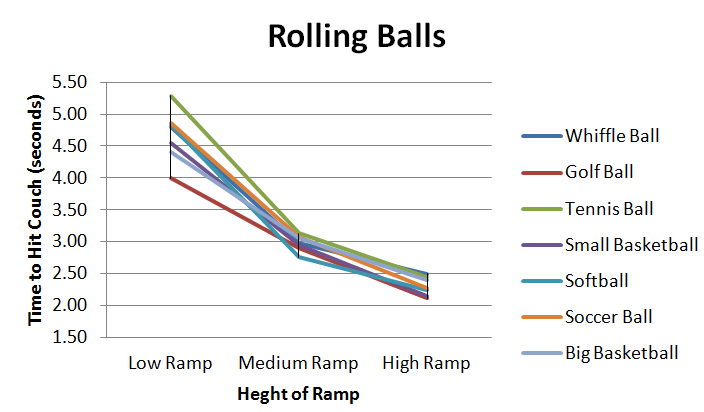 Rolling Balls
Time to Hit Couch (seconds)
5.50
5.00
4.50
4.00
3.50
3.00
2.50
2.00
1.50
Low Ramp
Medium Ramp
High Ramp
Heght of Ramp
Whiffle Ball
Golf Ball
Tennis Ball
Small Basketball
Softball
Soccer Ball
Big Basketball